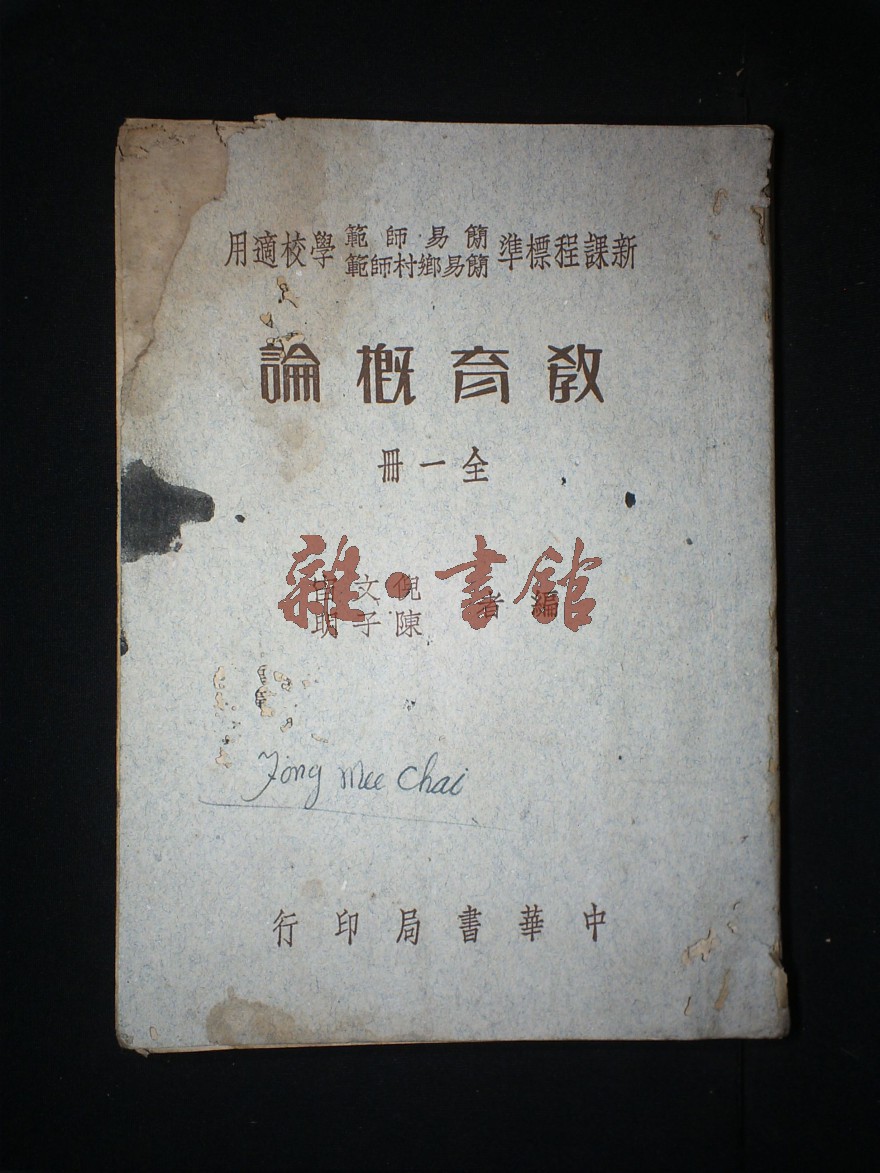 新課程標準簡易師範學校適用
簡易鄉村師範
教育概論
全一冊
編者 倪文宙
陳子明
雜·書館
Fong Mee Chai
中華書局印行